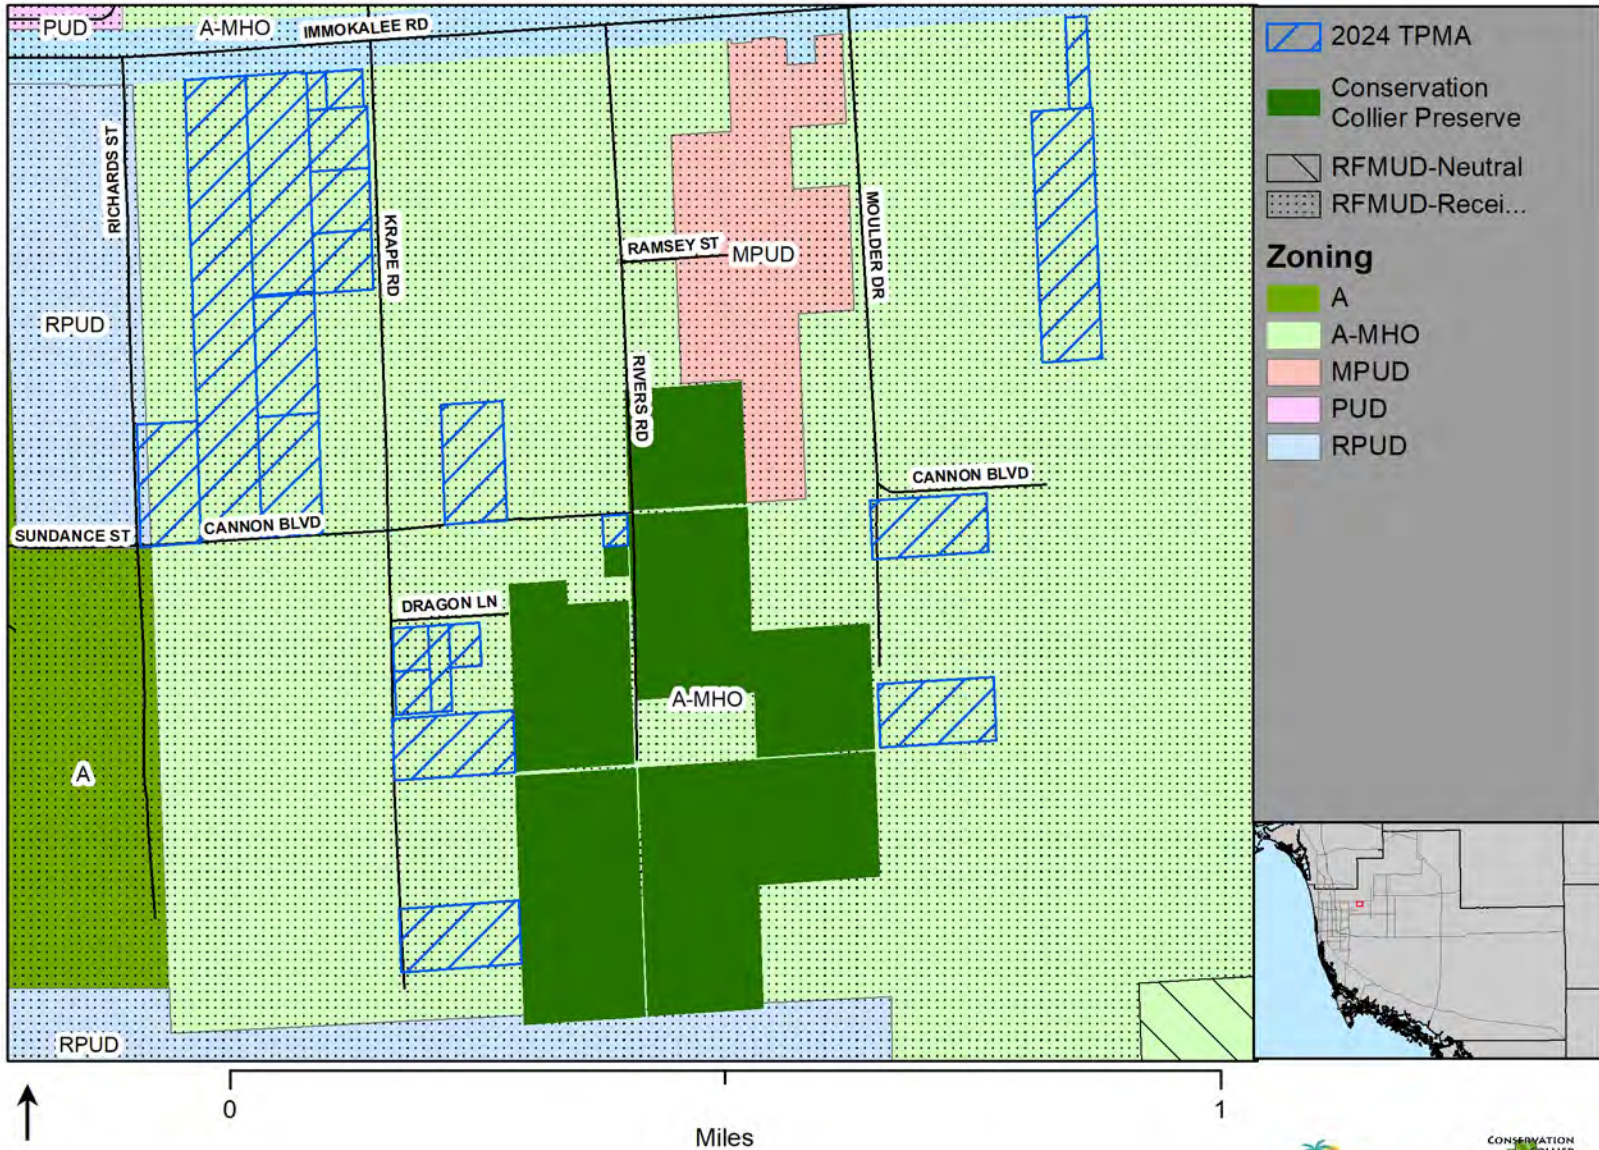 PUD
A-MHO
IMMOKALEE RD
RICHARDS ST
KRAPE RD
RAMSEY ST
MPUD
MOULDER DR
RPUD
RIVERS RD
CANNON BLVD
SUNDANCE ST
CANNON BLVD
DRAGON LN
A-MHO
A
RPUD
2024 TPMA
Conservation
Collier Preserve
RFMUD-Neutral
RFMUD-Recei...
Zoning
A
A-MHO
MPUD
PUD
RPUD
0
1
Miles
CONSERVATION